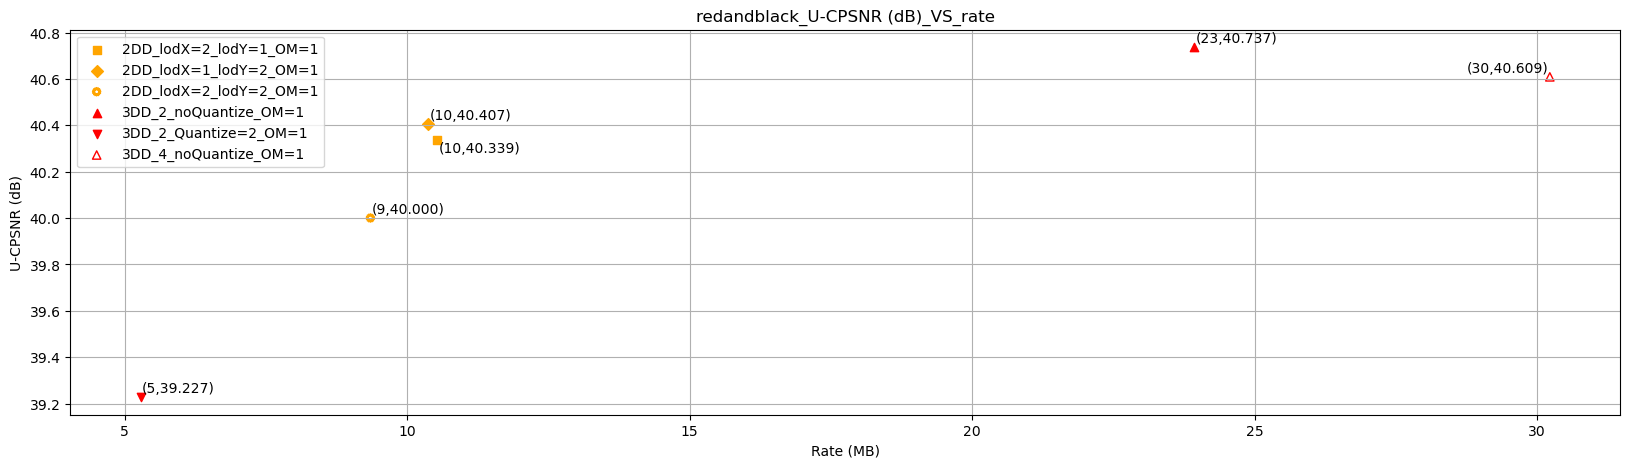 redandblack_U-CPSNR (dB)_VS_rate
2DD_lodX=2_lodY=1_OM=1
2DD_lodX=1_lodY=2_OM=1
2DD_lodX=2_lodY=2_OM=1
3DD_2_noQuantize_OM=1
3DD_2_Quantize=2_OM=1
3DD_4_noQuantize_OM=1
(23,40.737)
(30,40.609)
(10,40.407)
(10,40.339)
(9,40.000)
(5,39.227)
U-CPSNR (dB)
40.8
40.6
40.4
40.2
40.0
39.8
39.6
39.4
39.2
5
10
15
20
25
30
Rate (MB)